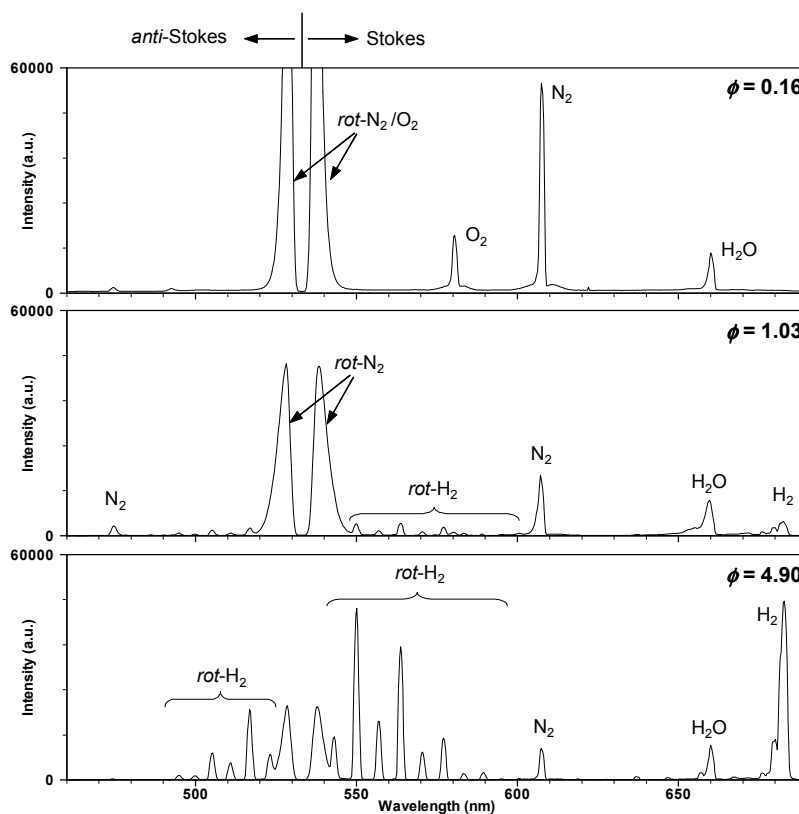 anti-Stokes Stokes
60000
ϕ = 0.16
N₂
rot-N₂ /O₂
Intensity (a.u.)
O₂
H₂O
0
60000
ϕ = 1.03
rot-N₂
Intensity (a.u.)
N₂
rot-H₂
N₂
H₂O
H₂
0
60000
ϕ = 4.90
rot-H₂
H₂
Intensity (a.u.)
rot-H₂
N₂
H₂O
0
500 550 600 650
Wavelength (nm)